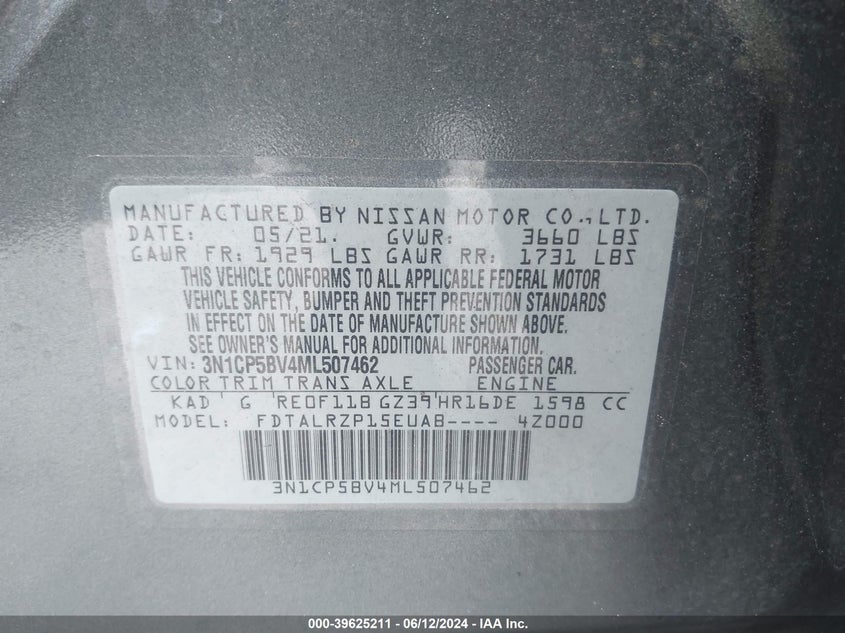 MANUFACTURED BY NISSAN MOTOR CO.,LTD.
DATE: 05/21. GVWR: 3660 LBS
GAWR FR: 1929 LBS GAWR RR: 1731 LBS
THIS VEHICLE CONFORMS TO ALL APPLICABLE FEDERAL MOTOR
VEHICLE SAFETY, BUMPER AND THEFT PREVENTION STANDARDS
IN EFFECT ON THE DATE OF MANUFACTURE SHOWN ABOVE.
SEE OWNER'S MANUAL FOR ADDITIONAL INFORMATION.
VIN: 3N1CP5BV4ML507462 PASSENGER CAR.
COLOR TRIM TRANS AXLE ENGINE
KAD G RE0F11B GZ39 HR16DE 1598 CC
MODEL: FDTALRZP15EUAB---- 4Z000
3N1CP5BV4ML507462
000-39625211 - 06/12/2024 - IAA Inc.